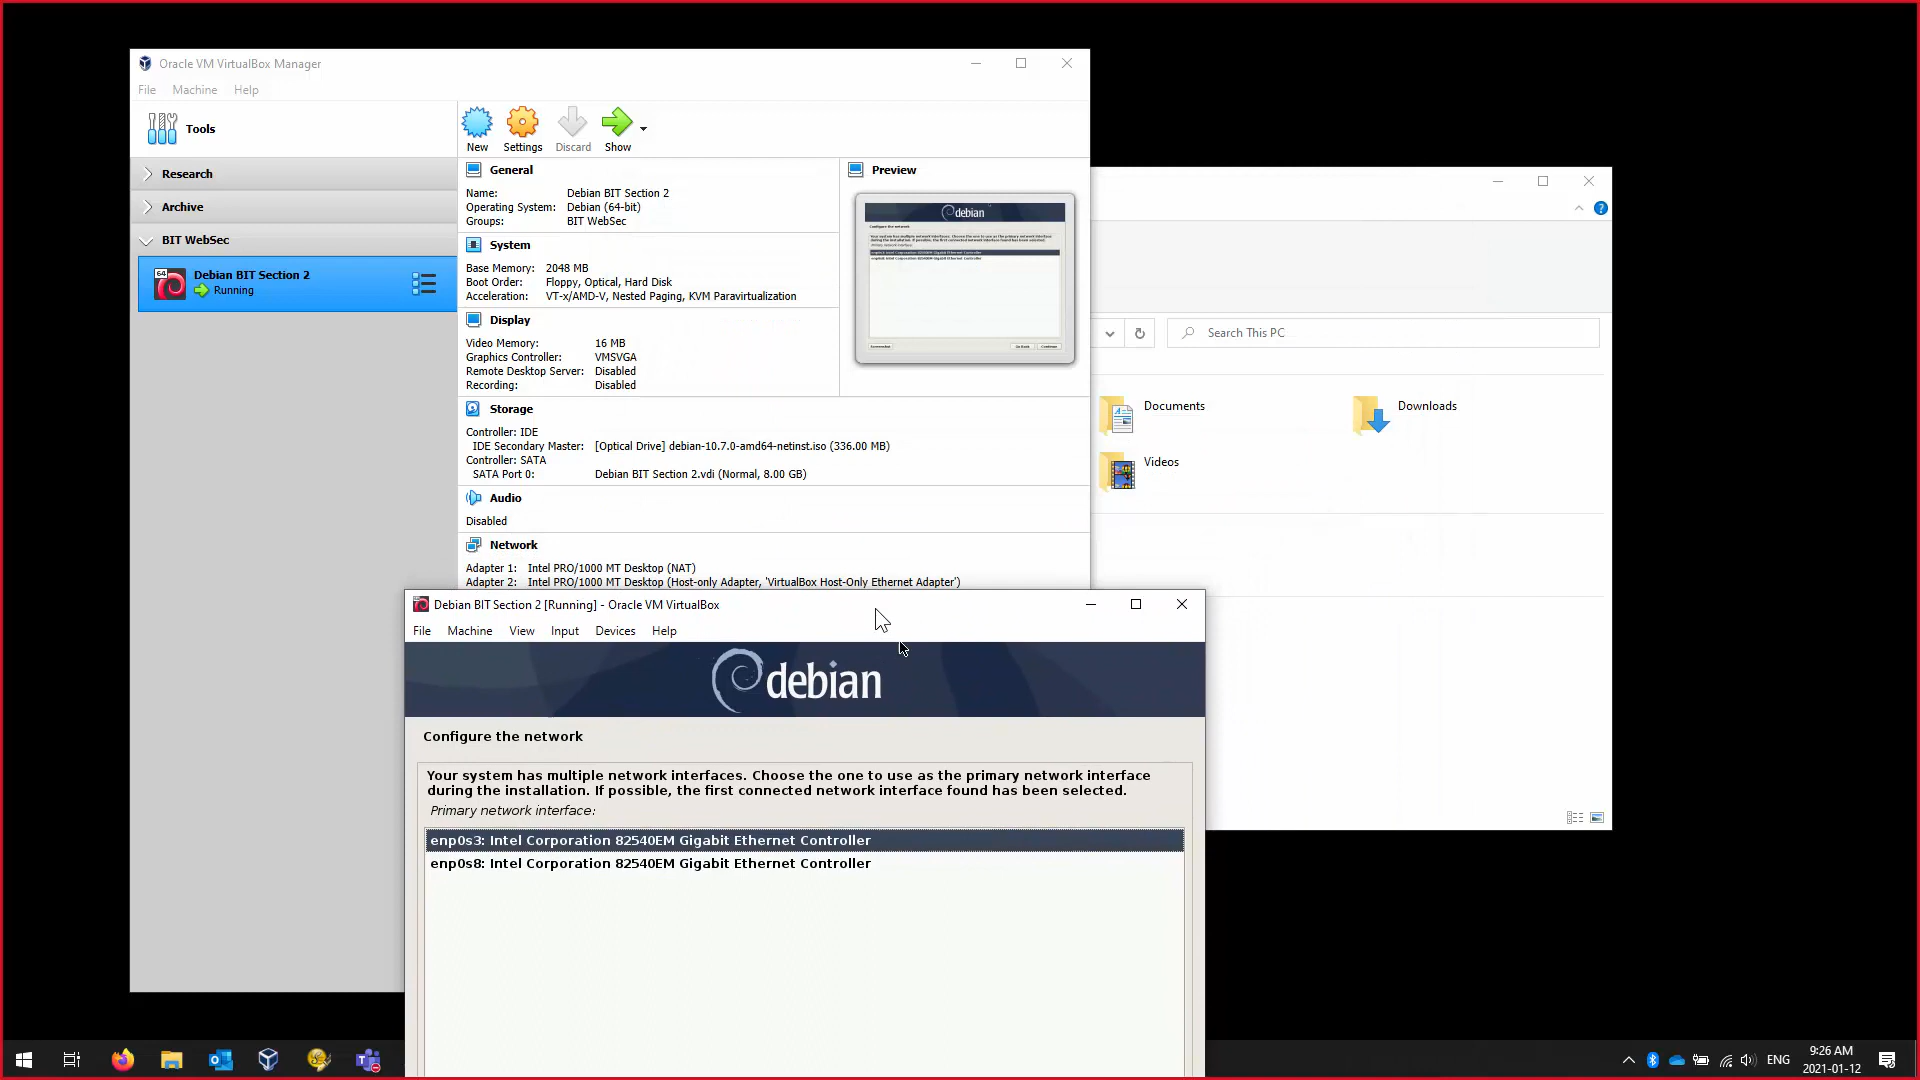 Oracle VM VirtualBox Manager
File Machine Help
Tools
New Settings Discard Show
Research
Archive
BIT WebSec
64
Debian BIT Section 2
Running
General
Name: Debian BIT Section 2
Operating System: Debian (64-bit)
Groups: BIT WebSec
System
Base Memory: 2048 MB
Boot Order: Floppy, Optical, Hard Disk
Acceleration: VT-x/AMD-V, Nested Paging, KVM Paravirtualization
Display
Video Memory: 16 MB
Graphics Controller: VMSVGA
Remote Desktop Server: Disabled
Recording: Disabled
Preview
debian
Configure the network
Storage
Controller: IDE
IDE Secondary Master: [Optical Drive] debian-10.7.0-amd64-netinst.iso (336.00 MB)
Controller: SATA
SATA Port 0: Debian BIT Section 2.vdi (Normal, 8.00 GB)
Audio
Disabled
Network
Adapter 1: Intel PRO/1000 MT Desktop (NAT)
Adapter 2: Intel PRO/1000 MT Desktop (Host-only Adapter, 'VirtualBox Host-Only Ethernet Adapter')
Search This PC
Documents
Downloads
Videos
Debian BIT Section 2 [Running] - Oracle VM VirtualBox
File Machine View Input Devices Help
debian
Configure the network
Your system has multiple network interfaces. Choose the one to use as the primary network interface
during the installation. If possible, the first connected network interface found has been selected.
Primary network interface:
enp0s3: Intel Corporation 82540EM Gigabit Ethernet Controller
enp0s8: Intel Corporation 82540EM Gigabit Ethernet Controller
ENG
9:26 AM
2021-01-12